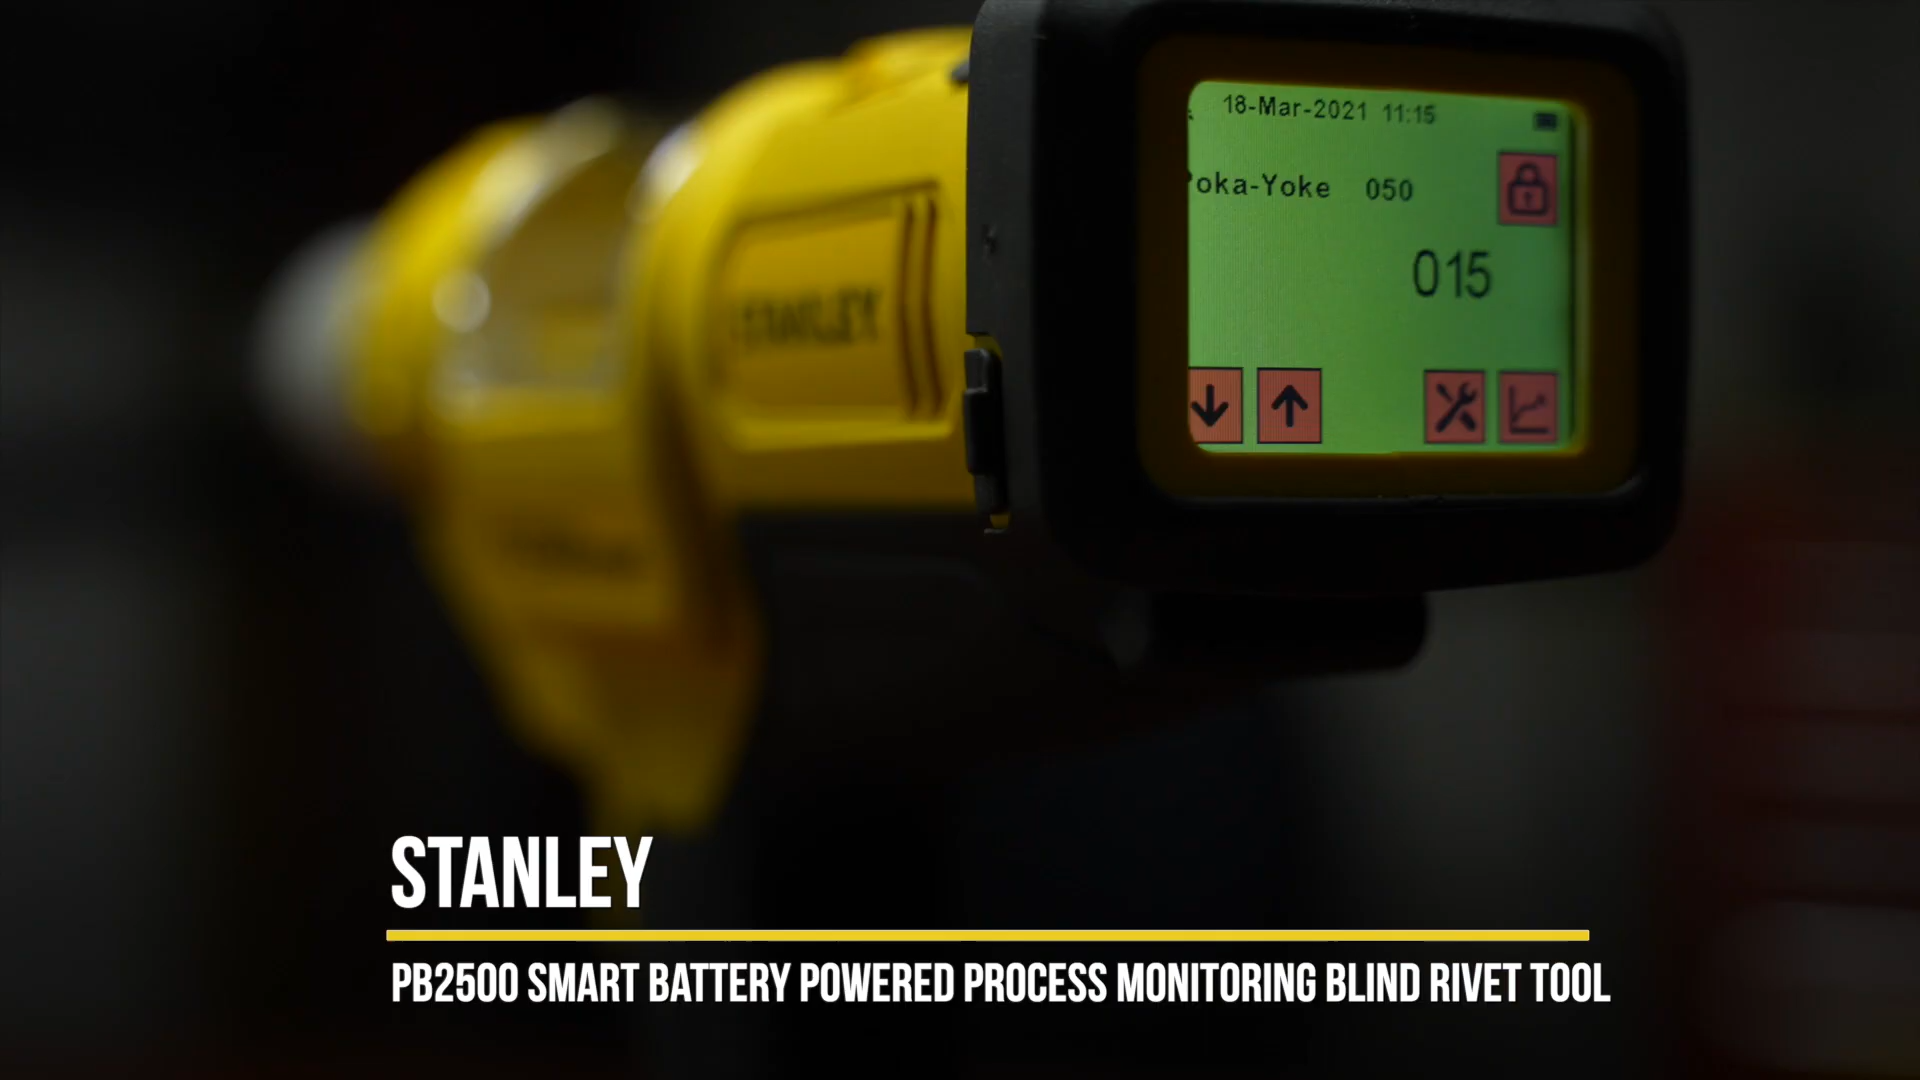 18-Mar-2021 11:15
oka-Yoke 050
015
STANLEY
STANLEY
PB2500 SMART BATTERY POWERED PROCESS MONITORING BLIND RIVET TOOL